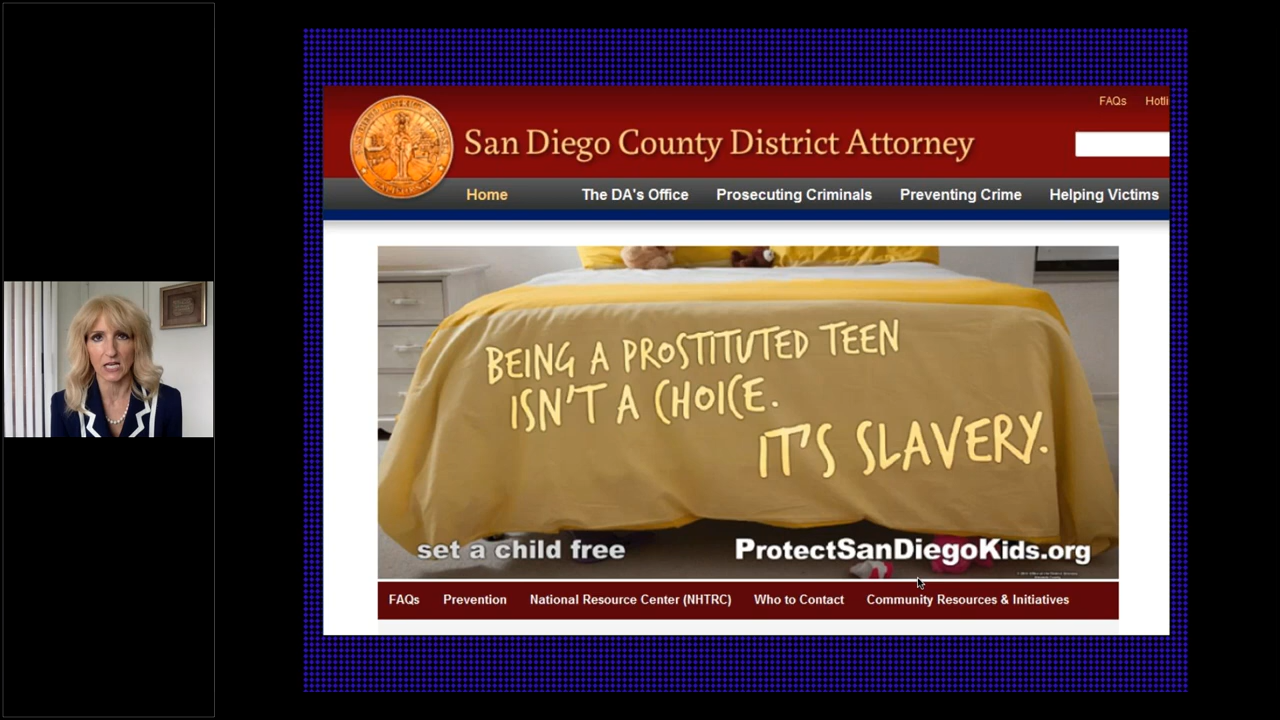 FAQs Hotli
San Diego County District Attorney
Home The DA's Office Prosecuting Criminals Preventing Crime Helping Victims
BEING A PROSTITUTED TEEN
ISN'T A CHOICE.
IT'S SLAVERY.
set a child free ProtectSanDiegoKids.org
FAQs Prevention National Resource Center (NHTRC) Who to Contact Community Resources & Initiatives